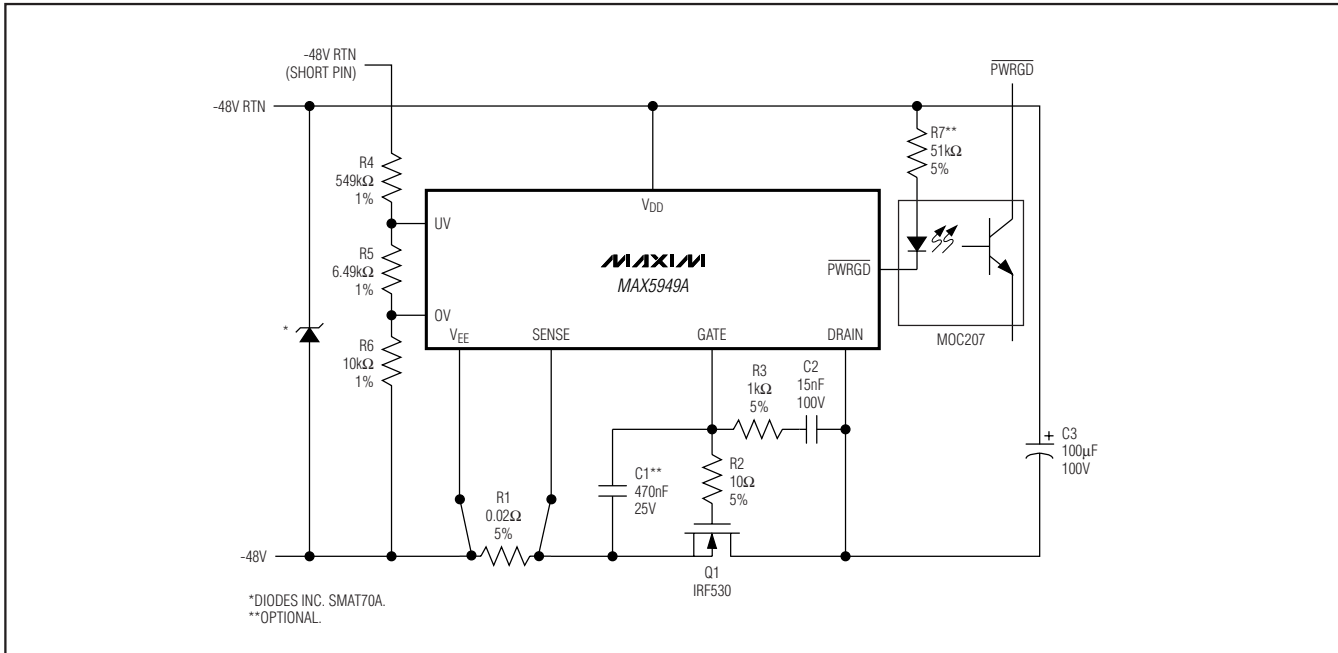 -48V RTN
(SHORT PIN)
PWRGD
-48V RTN
R7**
51kΩ
5%
R4
549kΩ
1%
VDD
UV
R5
6.49kΩ
1%
MAXIM
MAX5949A
PWRGD
*
OV
VEE
SENSE
GATE
DRAIN
MOC207
R6
10kΩ
1%
R3
1kΩ
5%
C2
15nF
100V
+
C3
100µF
100V
C1**
470nF
25V
R2
10Ω
5%
R1
0.02Ω
5%
-48V
Q1
IRF530
*DIODES INC. SMAT70A.
**OPTIONAL.